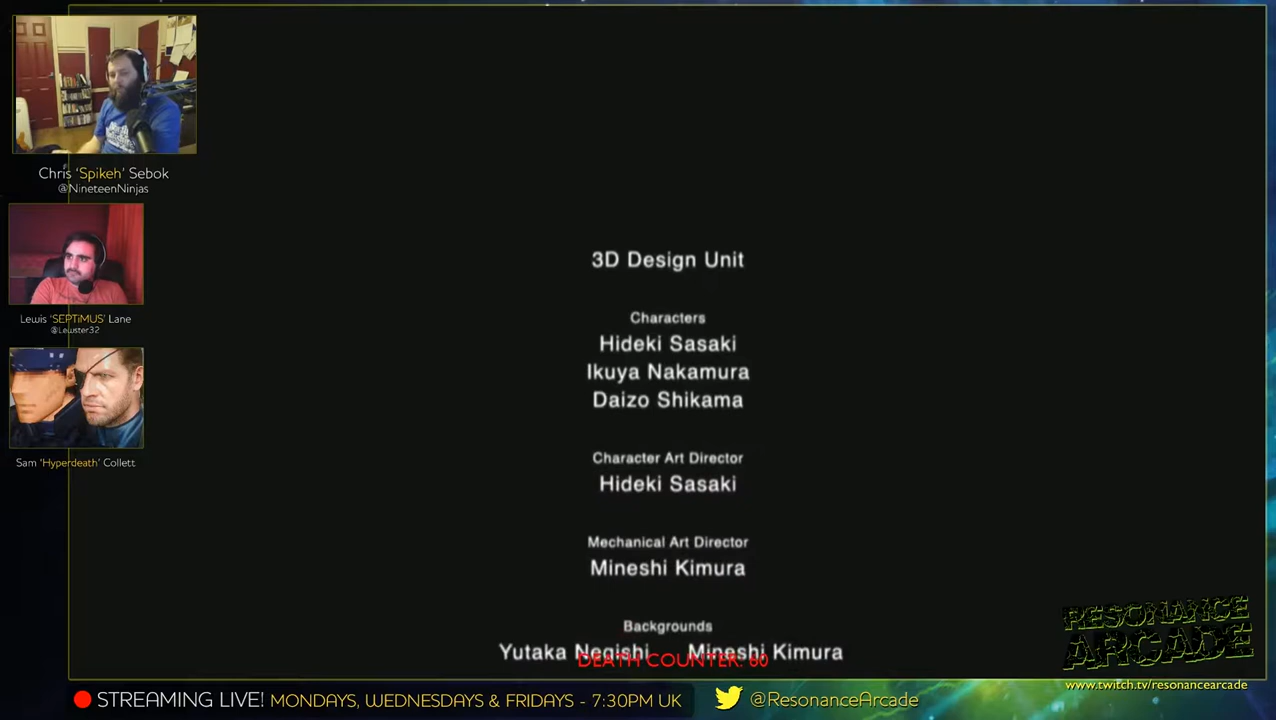 Chris 'Spikeh' Sebok
@NineteenNinjas
Lewis 'SEPTiMUS' Lane
@Lewster32
Sam 'Hyperdeath' Collett
3D Design Unit
Characters
Hideki Sasaki
Ikuya Nakamura
Daizo Shikama
Character Art Director
Hideki Sasaki
Mechanical Art Director
Mineshi Kimura
Backgrounds
Yutaka Negishi Mineshi Kimura
DEATH COUNTER: 60
RESONANCE
ARCADE
www.twitch.tv/resonancearcade
STREAMING LIVE! MONDAYS, WEDNESDAYS & FRIDAYS - 7:30PM UK @ResonanceArcade